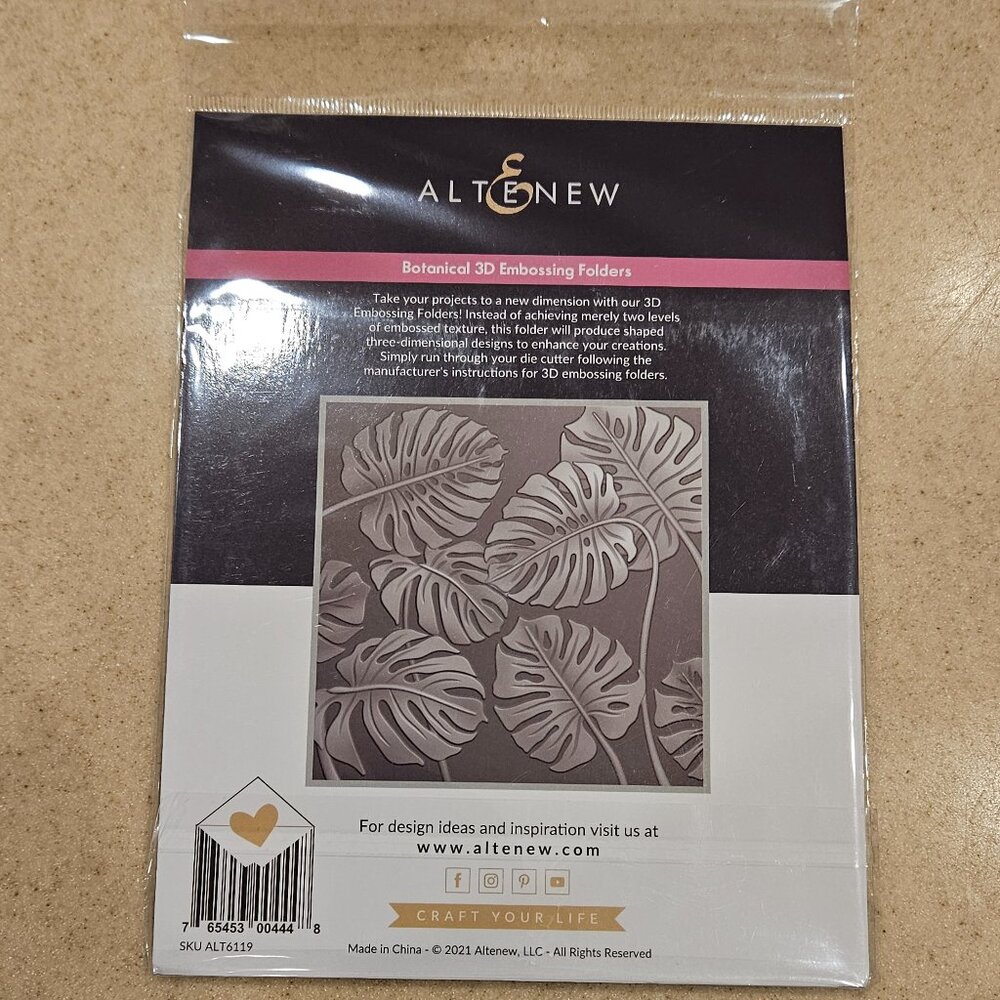 ALTENEW
Botanical 3D Embossing Folders
Take your projects to a new dimension with our 3D
Embossing Folders! Instead of achieving merely two levels
of embossed texture, this folder will produce shaped
three-dimensional designs to enhance your creations.
Simply run through your die cutter following the
manufacturer's instructions for 3D embossing folders.
For design ideas and inspiration visit us at
www.altenew.com
CRAFT YOUR LIFE
7 65453 00444 8
SKU ALT6119
Made in China - © 2021 Altenew, LLC - All Rights Reserved